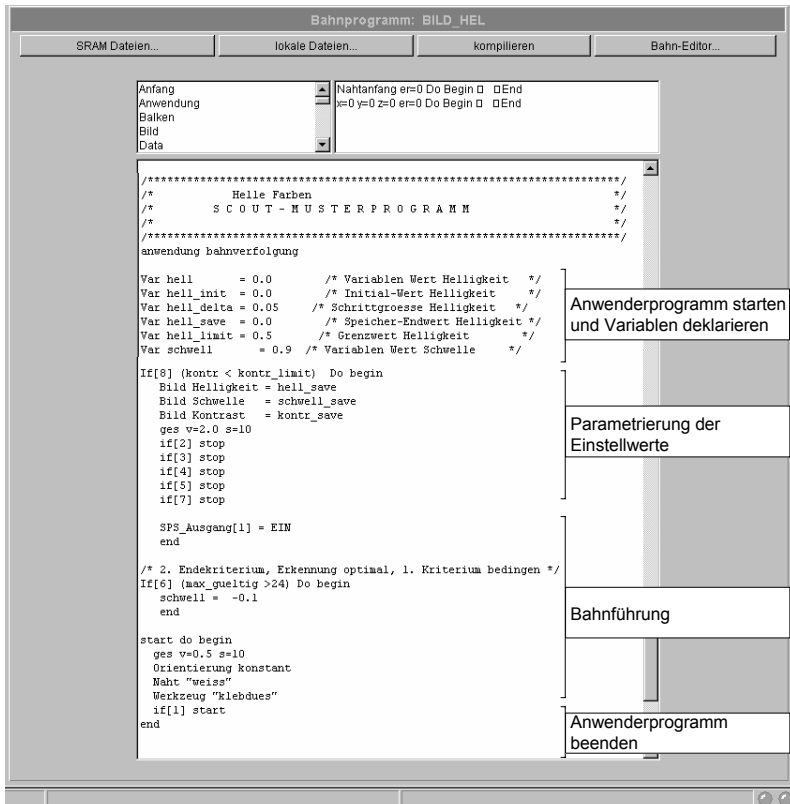 Bahnprogramm: BILD_HEL
SRAM Dateien...
lokale Dateien...
kompilieren
Bahn-Editor...
Anfang
Anwendung
Balken
Bild
Data
Nahtanfang er=0 Do Begin □ □End
x=0 y=0 z=0 er=0 Do Begin □ □End
/************************************************************************/
/* Helle Farben */
/* S C O U T - M U S T E R P R O G R A M M */
/* */
/************************************************************************/
anwendung bahnverfolgung
Var hell = 0.0 /* Variablen Wert Helligkeit */
Var hell_init = 0.0 /* Initial-Wert Helligkeit */
Var hell_delta = 0.05 /* Schrittgroesse Helligkeit */
Var hell_save = 0.0 /* Speicher-Endwert Helligkeit */
Var hell_limit = 0.5 /* Grenzwert Helligkeit */
Var schwell = 0.9 /* Variablen Wert Schwelle */
Anwenderprogramm starten
und Variablen deklarieren
If[8] (kontr < kontr_limit) Do begin
Bild Helligkeit = hell_save
Bild Schwelle = schwell_save
Bild Kontrast = kontr_save
ges v=2.0 s=10
if[2] stop
if[3] stop
if[4] stop
if[5] stop
if[7] stop
Parametrierung der
Einstellwerte
SPS_Ausgang[1] = EIN
end
/* 2. Endekriterium, Erkennung optimal, 1. Kriterium bedingen */
If[6] (max_gueltig >24) Do begin
schwell = -0.1
end
start do begin
ges v=0.5 s=10
Orientierung konstant
Naht "weiss"
Werkzeug "klebdues"
Bahnführung
if[1] start
end
Anwenderprogramm
beenden